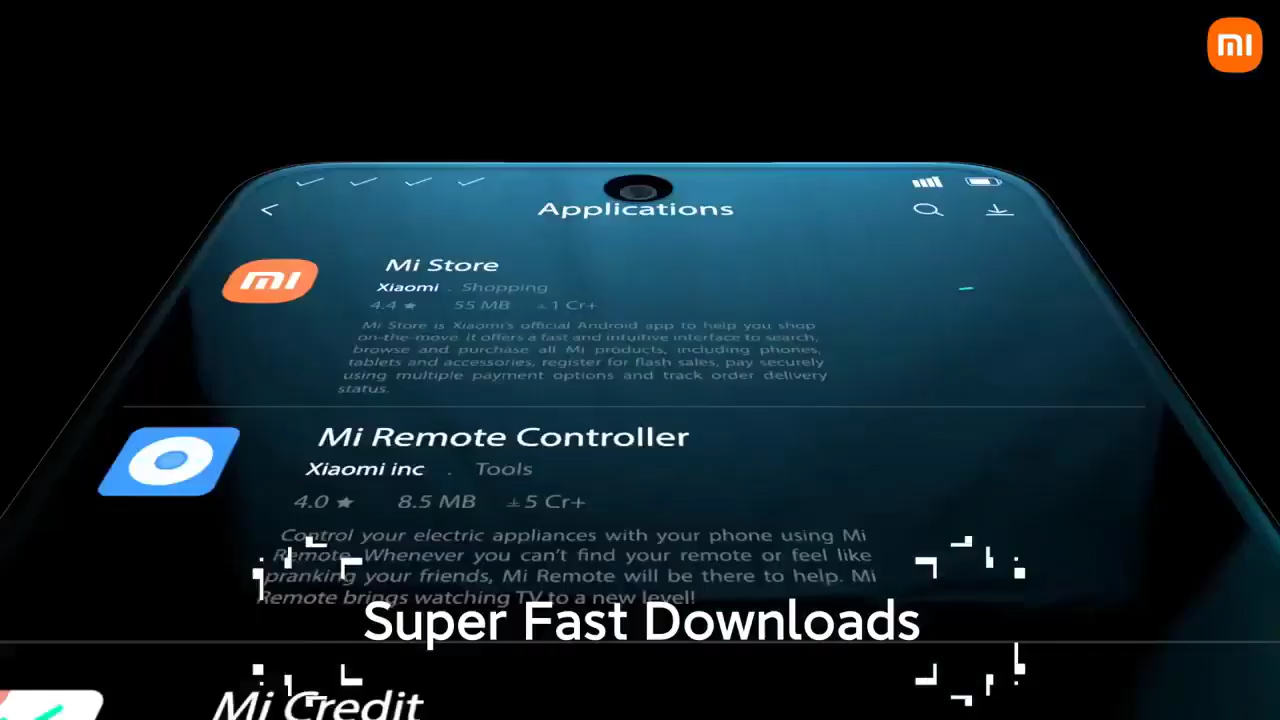 mi
Applications
mi
Mi Store
Xiaomi . Shopping
4.4 ★ 55 MB 1 Cr+
Mi Store is Xiaomi's official Android app to help you shop
on-the-move. It offers a fast and intuitive interface to search,
browse and purchase all Mi products, including phones,
tablets and accessories, register for flash sales, pay securely
using multiple payment options and track order delivery
status.
Mi Remote Controller
Xiaomi inc . Tools
4.0 ★ 8.5 MB 5 Cr+
Control your electric appliances with your phone using Mi
Remote. Whenever you can't find your remote or feel like
pranking your friends, Mi Remote will be there to help. Mi
Remote brings watching TV to a new level!
Super Fast Downloads
Mi Credit